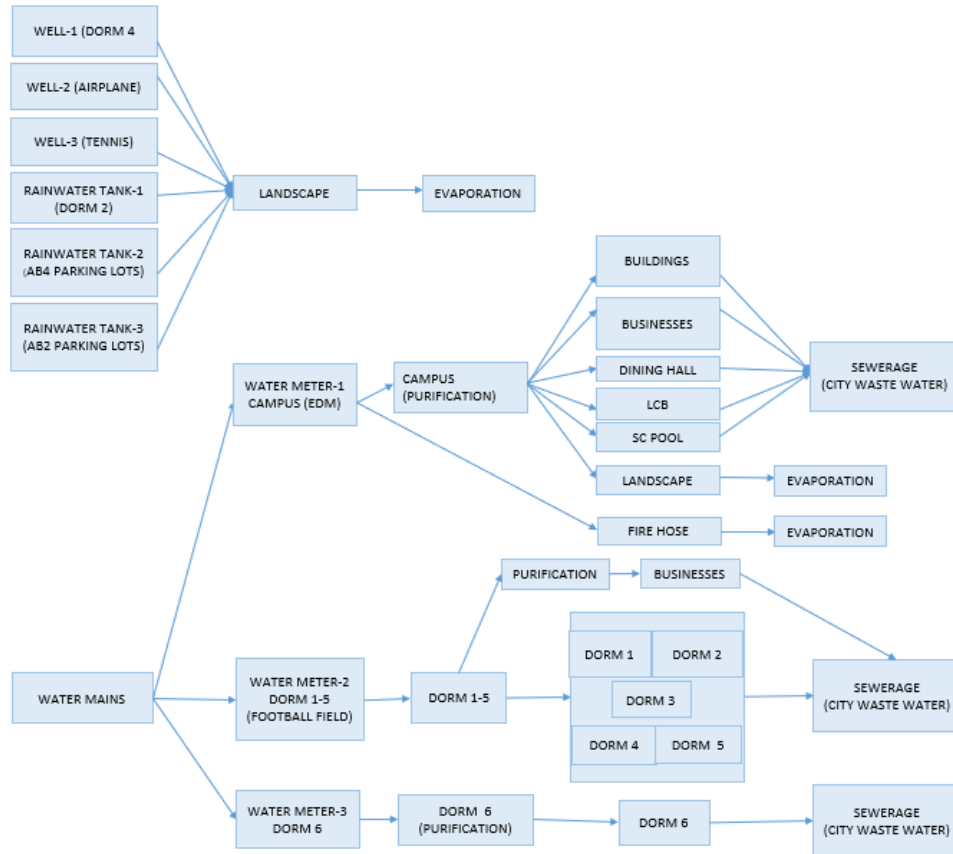 WELL-1 (DORM 4
WELL-2 (AIRPLANE)
WELL-3 (TENNIS)
RAINWATER TANK-1
(DORM 2)
RAINWATER TANK-2
(AB4 PARKING LOTS)
RAINWATER TANK-3
(AB2 PARKING LOTS)
LANDSCAPE
EVAPORATION
WATER MAINS
WATER METER-1
CAMPUS (EDM)
CAMPUS
(PURIFICATION)
BUILDINGS
BUSINESSES
DINING HALL
LCB
SC POOL
LANDSCAPE
FIRE HOSE
SEWERAGE
(CITY WASTE WATER)
EVAPORATION
EVAPORATION
WATER METER-2
DORM 1-5
(FOOTBALL FIELD)
DORM 1-5
PURIFICATION
BUSINESSES
DORM 1
DORM 2
DORM 3
DORM 4
DORM 5
SEWERAGE
(CITY WASTE WATER)
WATER METER-3
DORM 6
DORM 6
(PURIFICATION)
DORM 6
SEWERAGE
(CITY WASTE WATER)